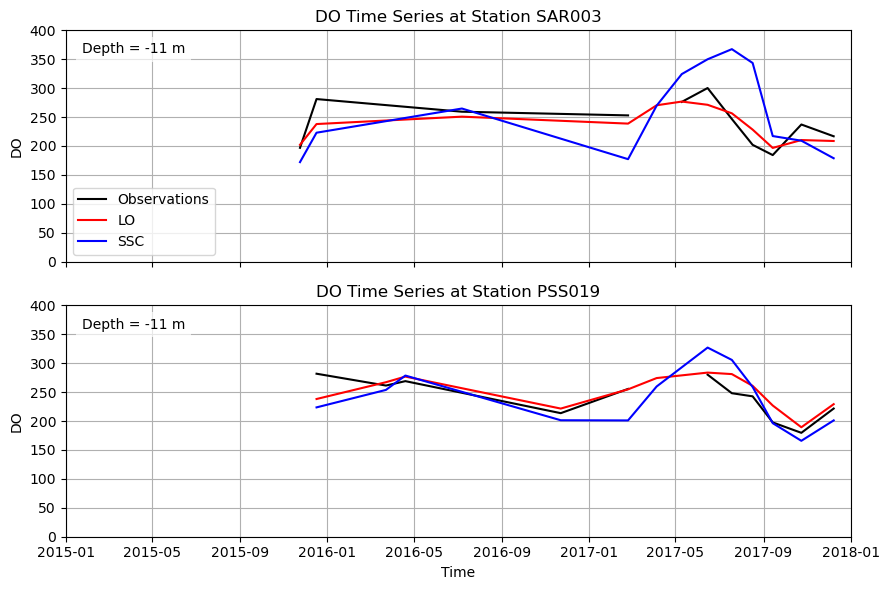 DO Time Series at Station SAR003
400
350
300
250
200
150
100
50
0
DO
Depth = -11 m
Observations
LO
SSC
DO Time Series at Station PSS019
400
350
300
250
200
150
100
50
0
DO
Depth = -11 m
2015-01 2015-05 2015-09 2016-01 2016-05 2016-09 2017-01 2017-05 2017-09 2018-01
Time